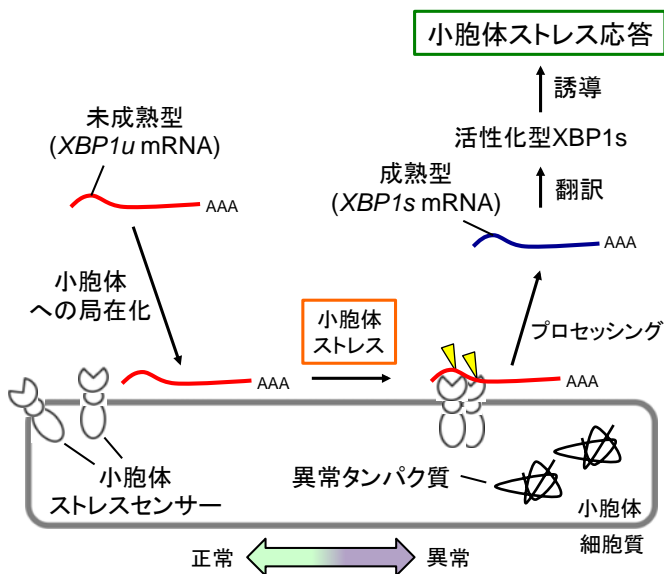 小胞体ストレス応答
誘導
活性化型XBP1s
翻訳
未成熟型
(XBP1u mRNA)
AAA
成熟型
(XBP1s mRNA)
AAA
小胞体
への局在化
小胞体
ストレス
プロセッシング
AAA
AAA
小胞体
ストレスセンサー
異常タンパク質
小胞体
細胞質
正常
異常